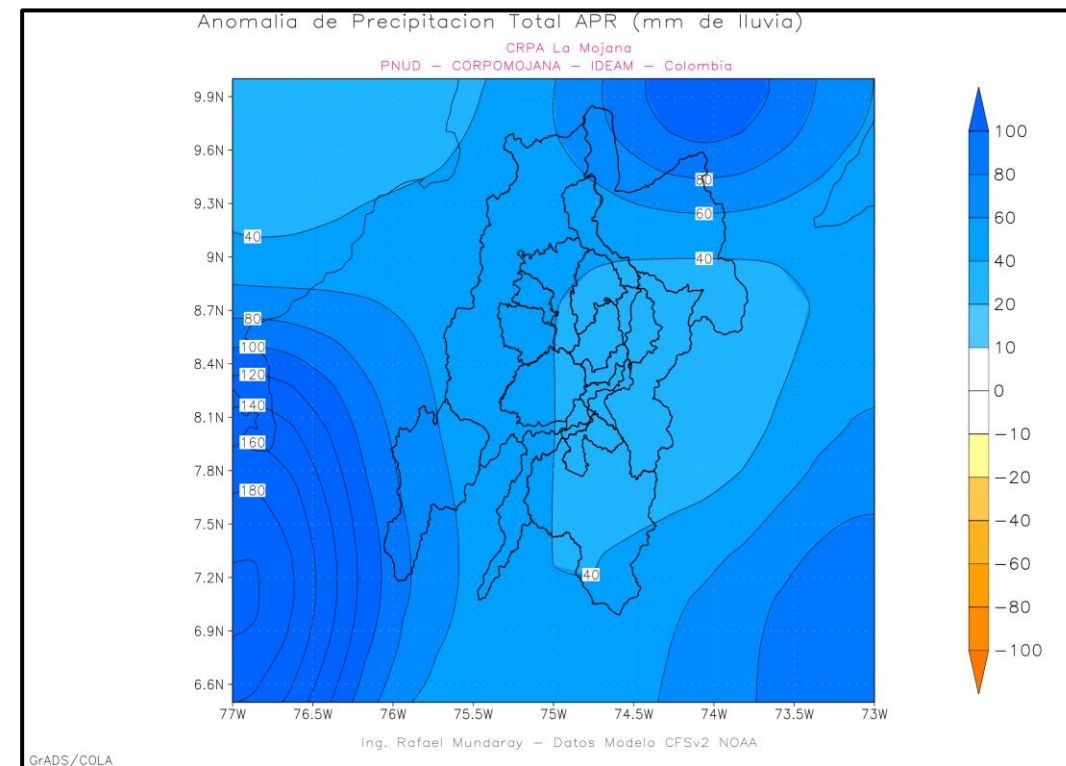 Anomalia de Precipitacion Total APR (mm de lluvia)
CRPA La Mojana
PNUD – CORPOMOJANA – IDEAM – Colombia
9.9N
9.6N
9.3N
9N
8.7N
8.4N
8.1N
7.8N
7.5N
7.2N
6.9N
6.6N
77W
76.5W
76W
75.5W
75W
74.5W
74W
73.5W
73W
40
80
100
120
140
160
180
80
60
40
40
100
80
60
40
20
10
0
−10
−20
−40
−60
−80
−100
Ing. Rafael Mundaray – Datos Modelo CFSv2 NOAA
GrADS/COLA